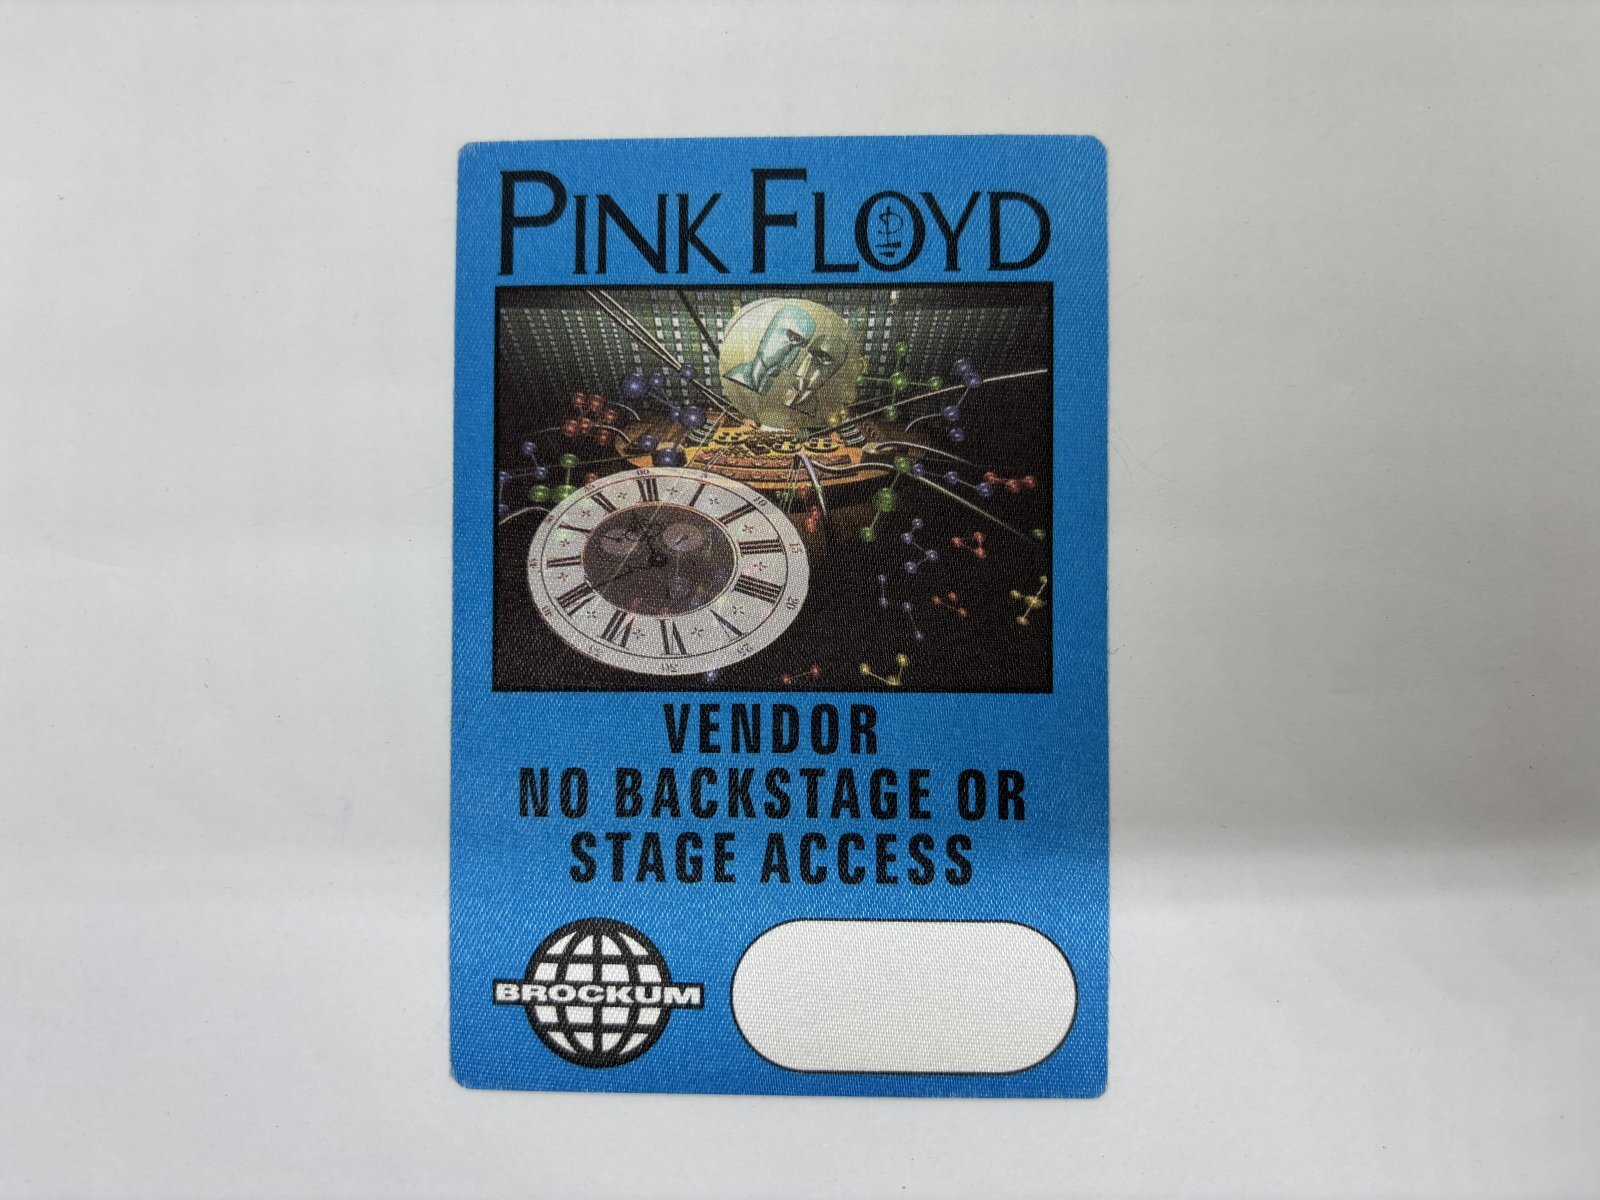 PINK FLOYD
VENDOR
NO BACKSTAGE OR
STAGE ACCESS
BROCKUM